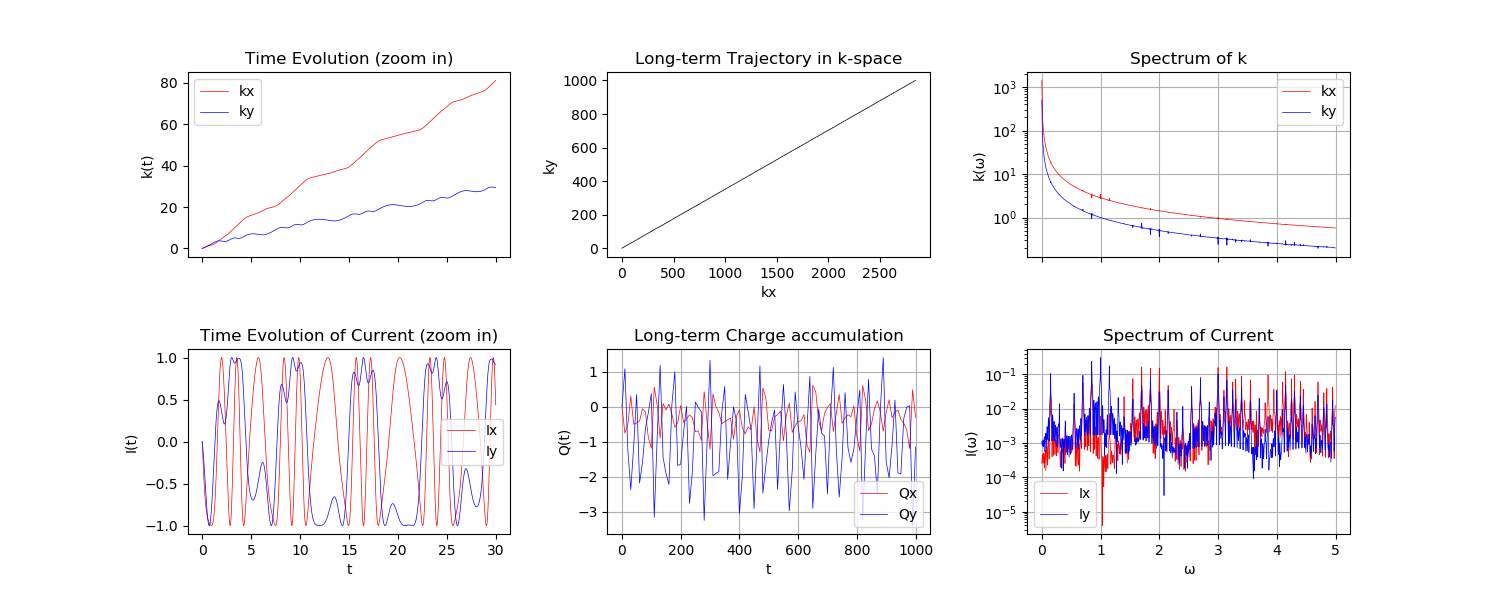 Time Evolution (zoom in)
k(t)
80
60
40
20
0
kx
ky
Long-term Trajectory in k-space
ky
1000
800
600
400
200
0
0 500 1000 1500 2000 2500
kx
Spectrum of k
k(ω)
10³
10²
10¹
10⁰
kx
ky
Time Evolution of Current (zoom in)
I(t)
1.0
0.5
0.0
−0.5
−1.0
Ix
Iy
0 5 10 15 20 25 30
t
Long-term Charge accumulation
Q(t)
1
0
−1
−2
−3
Qx
Qy
0 200 400 600 800 1000
t
Spectrum of Current
I(ω)
10⁻¹
10⁻²
10⁻³
10⁻⁴
10⁻⁵
Ix
Iy
0 1 2 3 4 5
ω